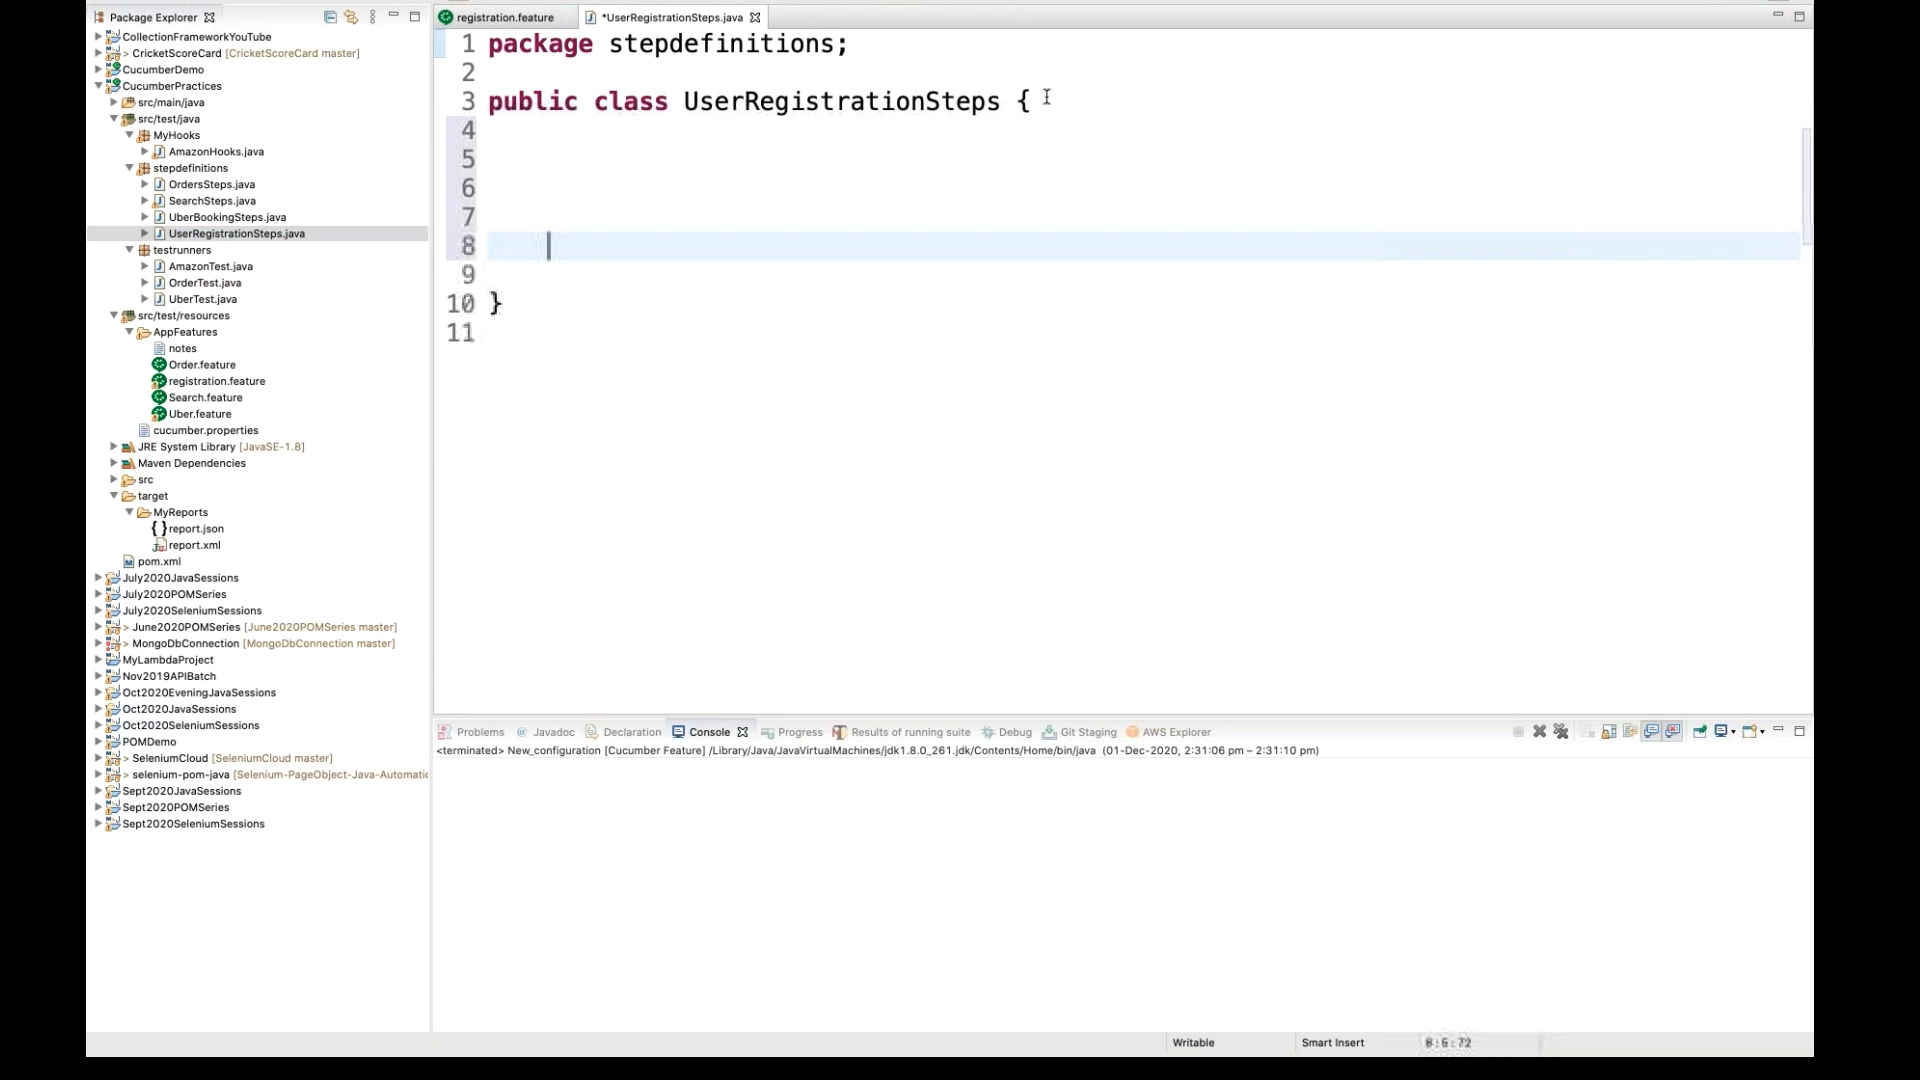 Package Explorer
CollectionFrameworkYouTube
> CricketScoreCard [CricketScoreCard master]
CucumberDemo
CucumberPractices
src/main/java
src/test/java
MyHooks
AmazonHooks.java
stepdefinitions
OrdersSteps.java
SearchSteps.java
UberBookingSteps.java
UserRegistrationSteps.java
testrunners
AmazonTest.java
OrderTest.java
UberTest.java
src/test/resources
AppFeatures
notes
Order.feature
registration.feature
Search.feature
Uber.feature
cucumber.properties
JRE System Library [JavaSE-1.8]
Maven Dependencies
src
target
MyReports
report.json
report.xml
pom.xml
July2020JavaSessions
July2020POMSeries
July2020SeleniumSessions
> June2020POMSeries [June2020POMSeries master]
> MongoDbConnection [MongoDbConnection master]
MyLambdaProject
Nov2019APIBatch
Oct2020EveningJavaSessions
Oct2020JavaSessions
Oct2020SeleniumSessions
POMDemo
> SeleniumCloud [SeleniumCloud master]
> selenium-pom-java [Selenium-PageObject-Java-Automatic
Sept2020JavaSessions
Sept2020POMSeries
Sept2020SeleniumSessions
registration.feature *UserRegistrationSteps.java
1 package stepdefinitions;
2
3 public class UserRegistrationSteps {
4
5
6
7
8
9
10 }
11
Problems @ Javadoc Declaration Console Progress Results of running suite Debug Git Staging AWS Explorer
<terminated> New_configuration [Cucumber Feature] /Library/Java/JavaVirtualMachines/jdk1.8.0_261.jdk/Contents/Home/bin/java (01-Dec-2020, 2:31:06 pm – 2:31:10 pm)
Writable Smart Insert